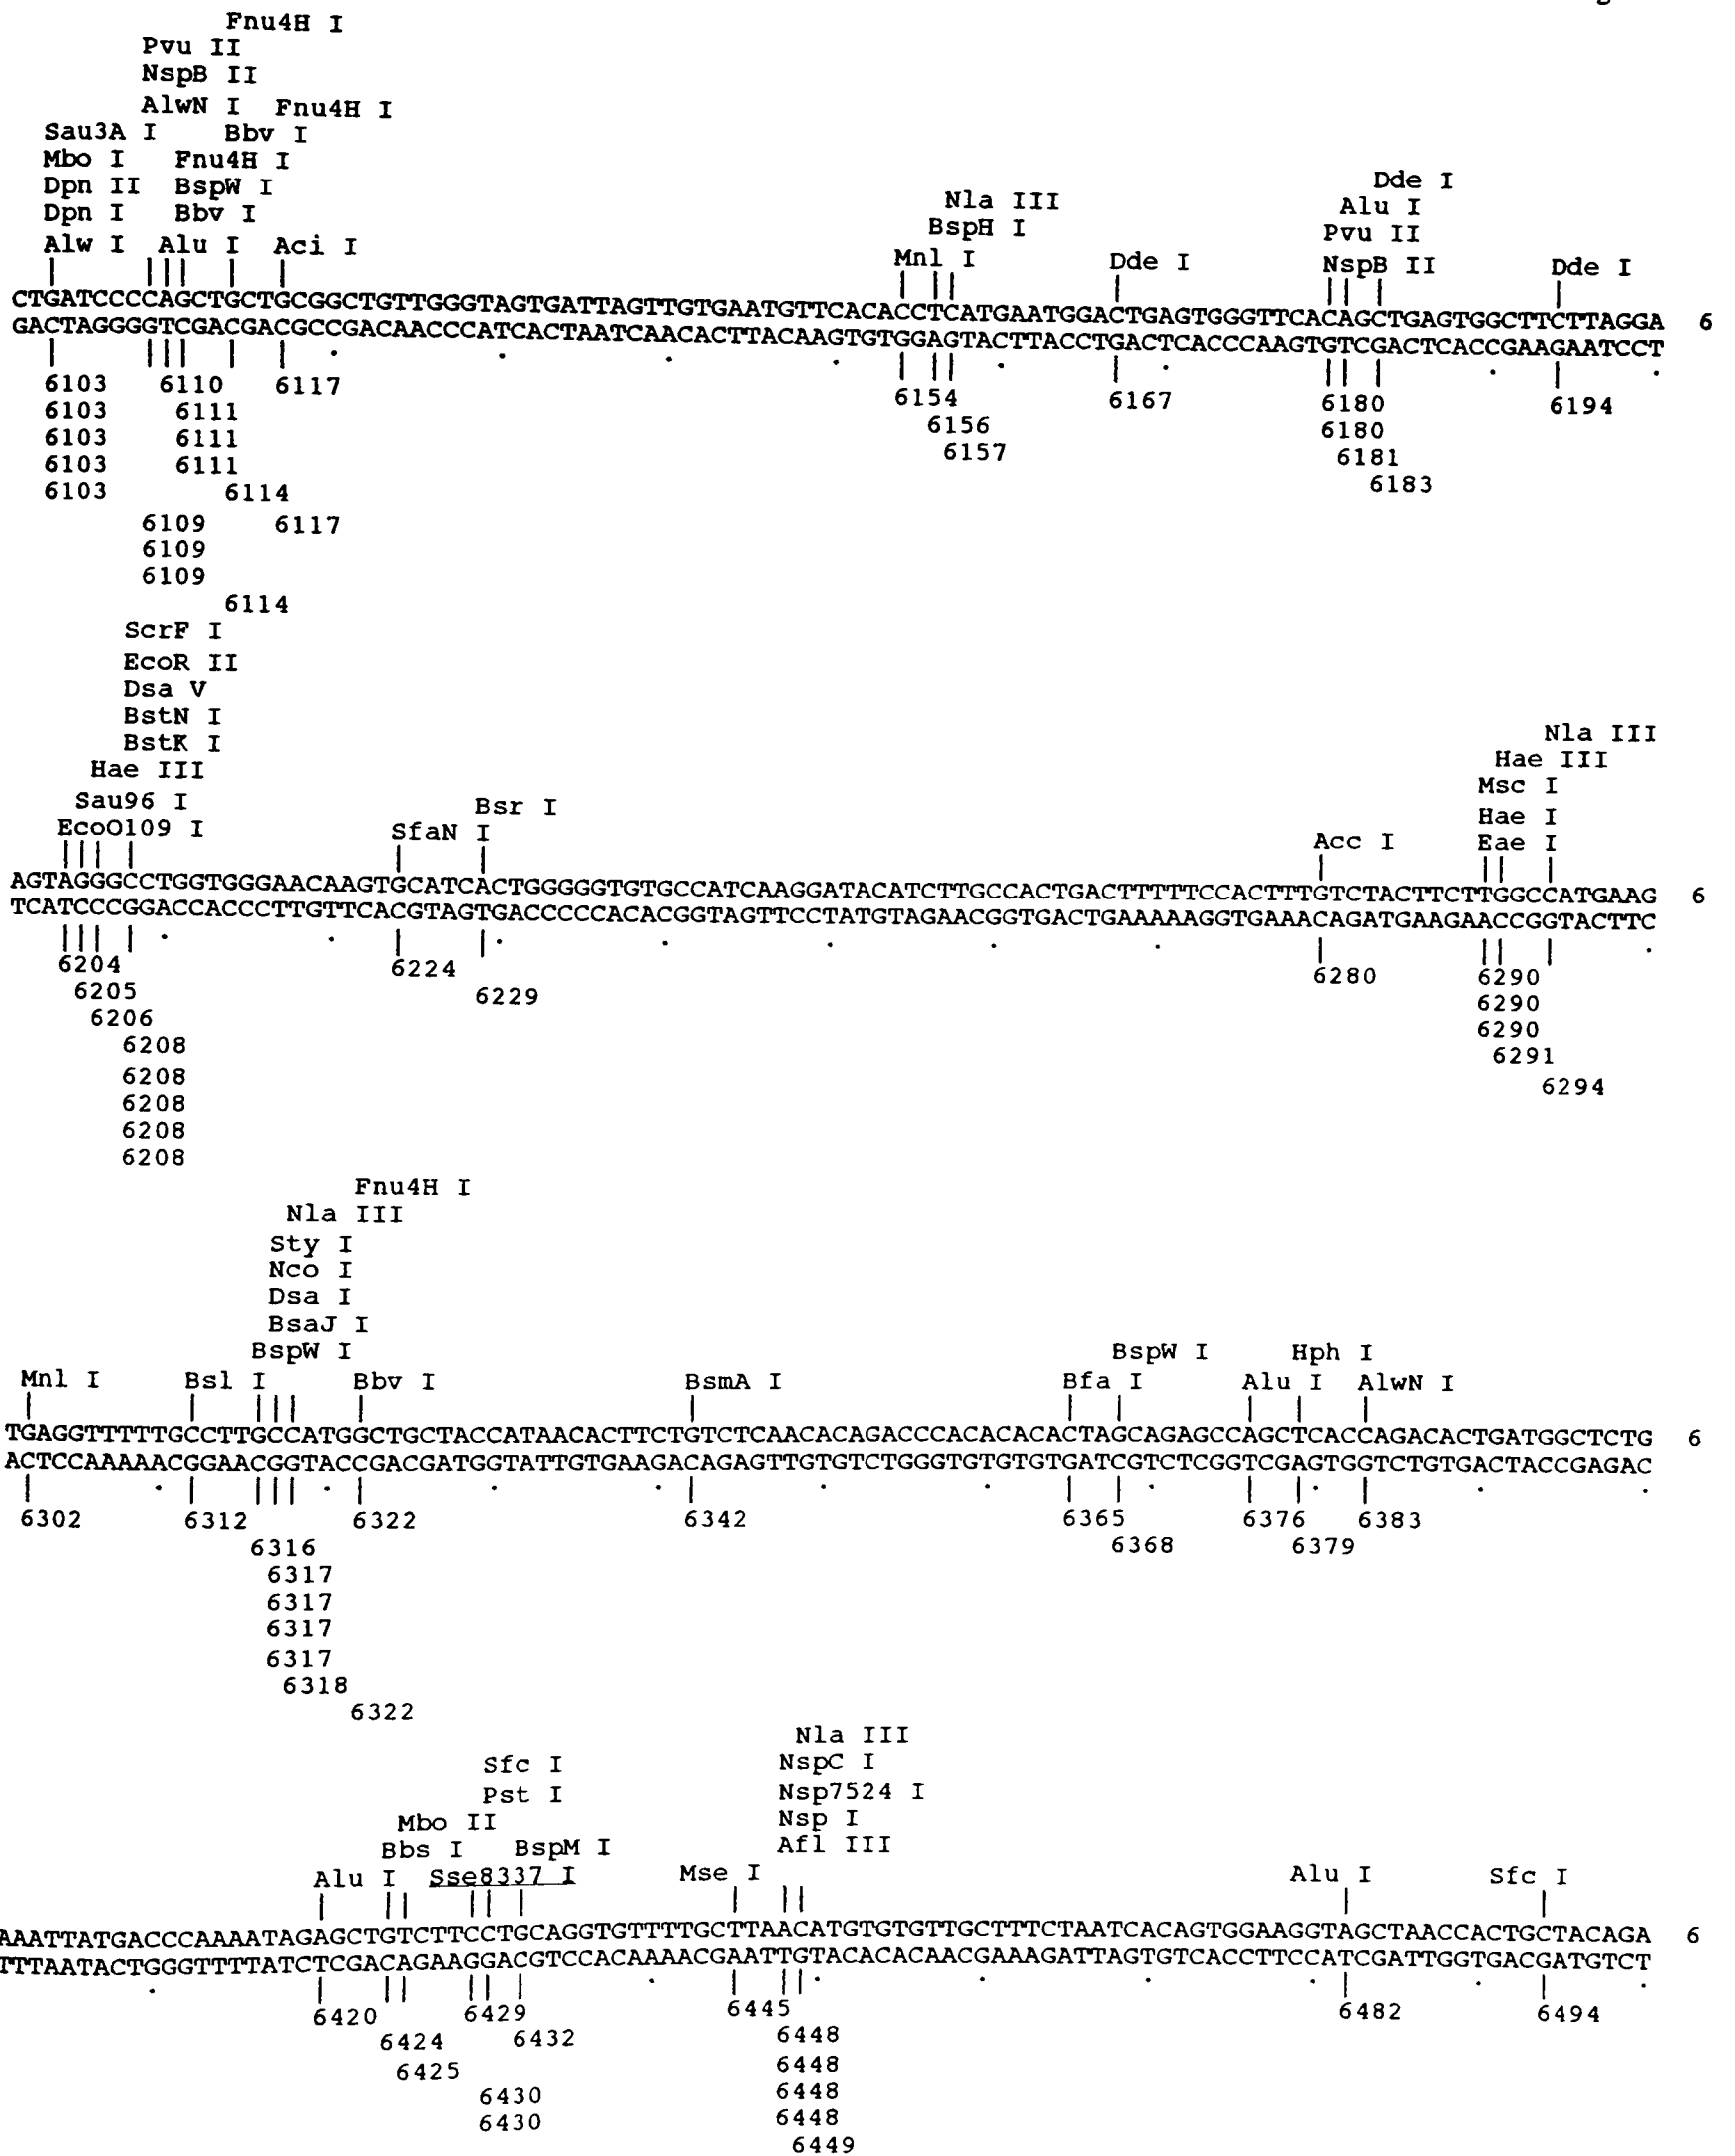 g
Fnu4H I
Pvu II
NspB II
AlwN I Fnu4H I
Sau3A I Bbv I
Mbo I Fnu4H I
Dpn II BspW I Dde I
Dpn I Bbv I Nla III Alu I
BspH I Pvu II
Alw I Alu I Aci I Mnl I Dde I NspB II Dde I
CTGATCCCCAGCTGCTGCGGCTGTTGGGTAGTGATTAGTTGTGAATGTTCACACCTCATGAATGGACTGAGTGGGTTCACAGCTGAGTGGCTTCTTAGGA 6
GACTAGGGGTCGACGACGCCGACAACCCATCACTAATCAACACTTACAAGTGTGGAGTACTTACCTGACTCACCCAAGTGTCGACTCACCGAAGAATCCT
6103 6110 6117 6154 6167 6180 6194
6103 6111 6156 6180
6103 6111 6157 6181
6103 6111 6183
6103 6114
6109 6117
6109
6109
6114
ScrF I
EcoR II
Dsa V
BstN I
BstK I Nla III
Hae III Hae III
Sau96 I Bsr I Msc I
EcoO109 I SfaN I Hae I
Acc I Eae I
AGTAGGGCCTGGTGGGAACAAGTGCATCACTGGGGGTGTGCCATCAAGGATACATCTTGCCACTGACTTTTTCCACTTTGTCTACTTCTTGGCCATGAAG 6
TCATCCCGGACCACCCTTGTTCACGTAGTGACCCCCACACGGTAGTTCCTATGTAGAACGGTGACTGAAAAAGGTGAAACAGATGAAGAACCGGTACTTC
6204 6224 6280 6290
6205 6229 6290
6206 6290
6208 6291
6208 6294
6208
6208
6208
Fnu4H I
Nla III
Sty I
Nco I
Dsa I
BsaJ I
BspW I BspW I Hph I
Mnl I Bsl I Bbv I BsmA I Bfa I Alu I AlwN I
TGAGGTTTTTGCCTTGCCATGGCTGCTACCATAACACTTCTGTCTCAACACAGACCCACACACACTAGCAGAGCCAGCTCACCAGACACTGATGGCTCTG 6
ACTCCAAAAACGGAACGGTACCGACGATGGTATTGTGAAGACAGAGTTGTGTCTGGGTGTGTGTGATCGTCTCGGTCGAGTGGTCTGTGACTACCGAGAC
6302 6312 6322 6342 6365 6376 6383
6316 6368 6379
6317
6317
6317
6317
6318
6322
Nla III
Sfc I NspC I
Pst I Nsp7524 I
Mbo II Nsp I
Bbs I BspM I Afl III
Alu I Sse8337 I Mse I Alu I Sfc I
AAATTATGACCCAAAATAGAGCTGTCTTCCTGCAGGTGTTTTGCTTAACATGTGTGTTGCTTTCTAATCACAGTGGAAGGTAGCTAACCACTGCTACAGA 6
TTTAATACTGGGTTTTATCTCGACAGAAGGACGTCCACAAAACGAATTGTACACACAACGAAAGATTAGTGTCACCTTCCATCGATTGGTGACGATGTCT
6420 6429 6445 6482 6494
6424 6432 6448
6425 6448
6430 6448
6430 6448
6449